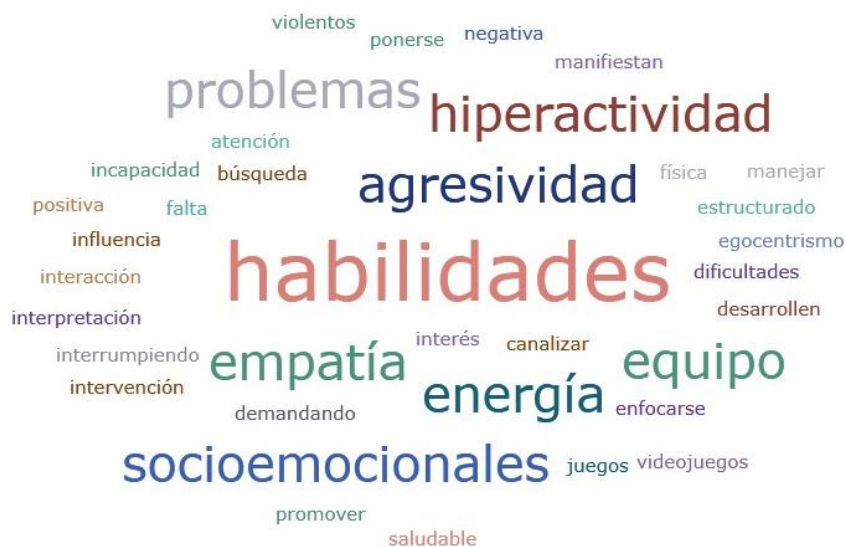 violentos
ponerse
negativa
manifiestan
problemas
hiperactividad
atención
incapacidad
búsqueda
agresividad
física
manejar
positiva
falta
estructurado
influencia
habilidades
egocentrismo
interacción
dificultades
desarrollen
interpretación
interrumpiendo
empatía
interés
canalizar
equipo
intervención
energía
enfocarse
demandando
socioemocionales
juegos
videojuegos
promover
saludable